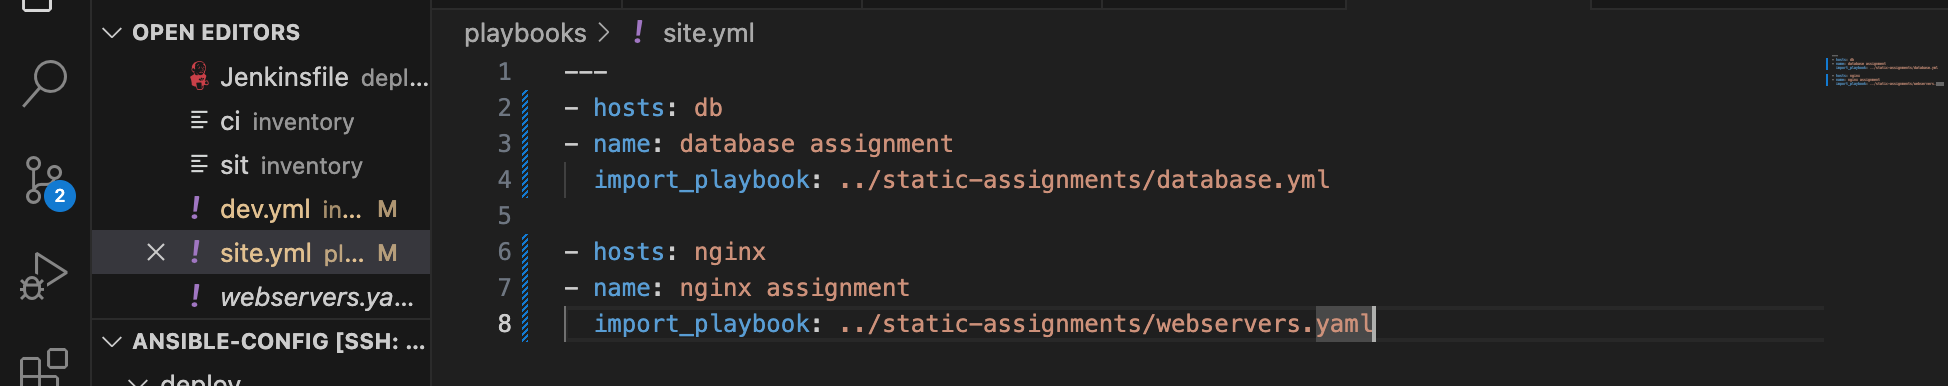 OPEN EDITORS
Jenkinsfile depl...
ci inventory
sit inventory
2
! dev.yml in... M
! site.yml pl... M
! webservers.ya...
ANSIBLE-CONFIG [SSH: ...
deploy
playbooks > ! site.yml
1 ---
2 - hosts: db
3 - name: database assignment
4 import_playbook: ../static-assignments/database.yml
5
6 - hosts: nginx
7 - name: nginx assignment
8 import_playbook: ../static-assignments/webservers.yaml